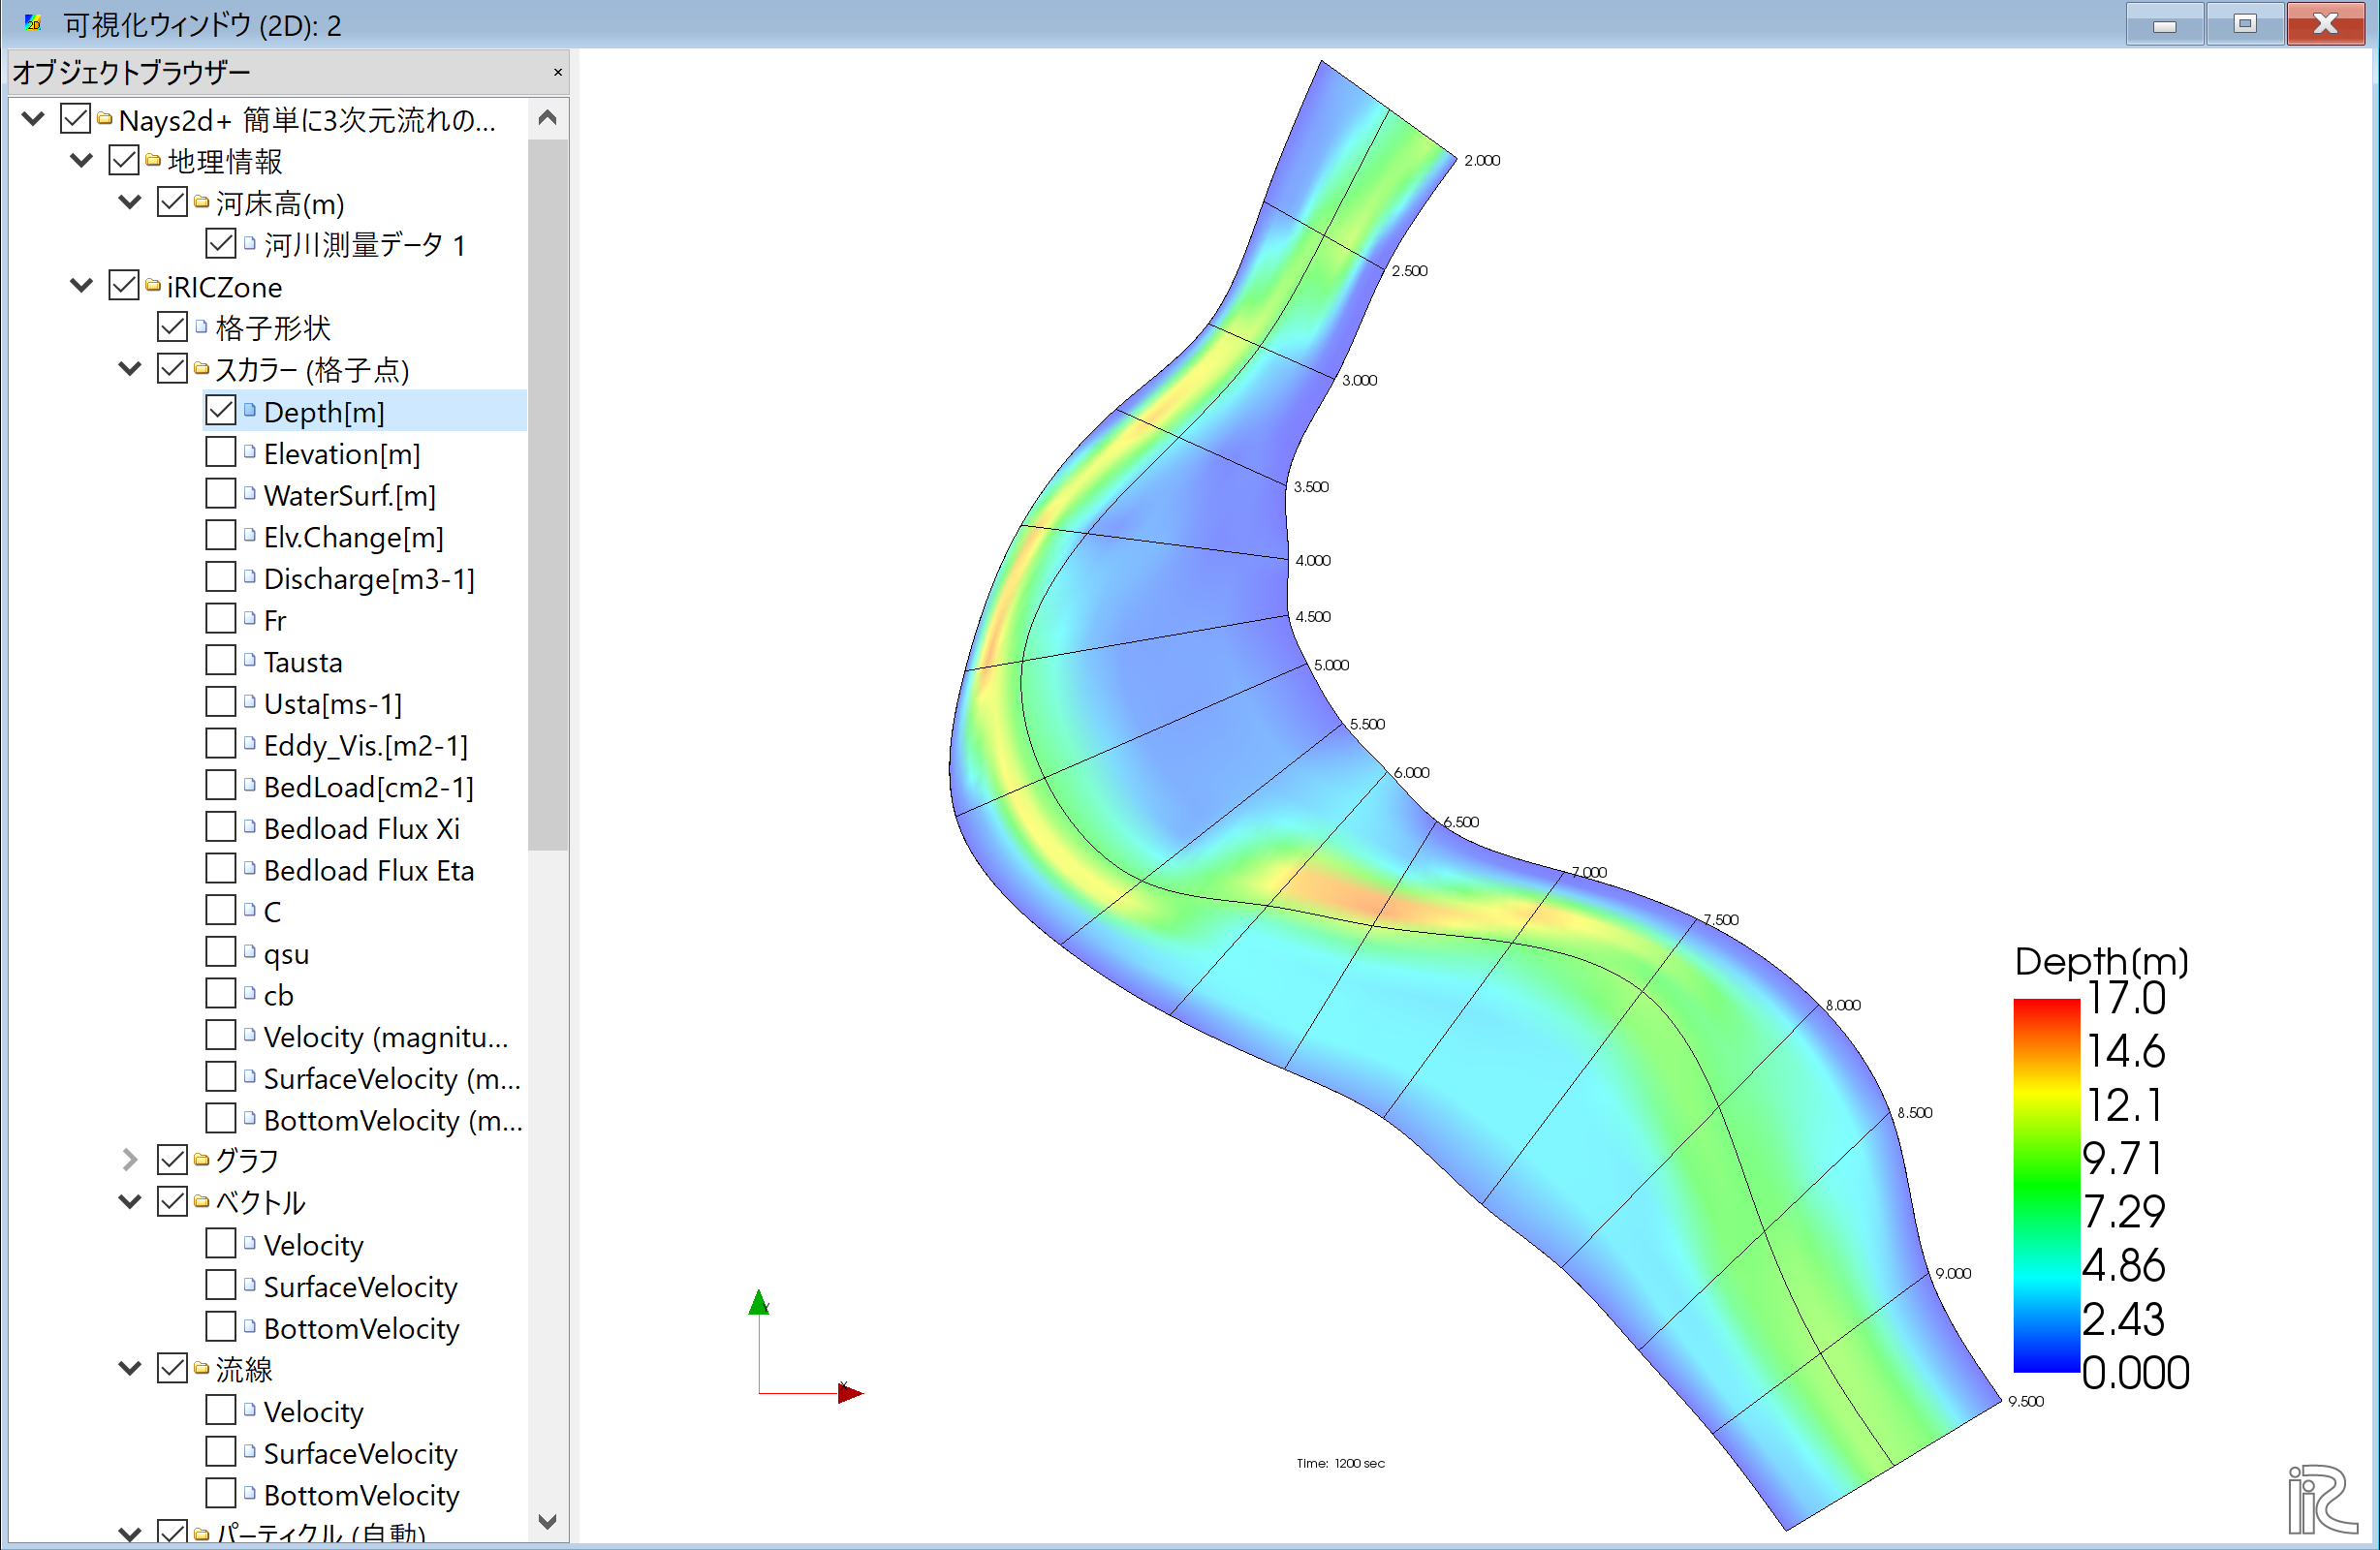 可視化ウィンドウ (2D): 2
オブジェクトブラウザー
Nays2d+ 簡単に3次元流れの...
地理情報
河床高(m)
河川測量データ 1
iRICZone
格子形状
スカラー (格子点)
Depth[m]
Elevation[m]
WaterSurf.[m]
Elv.Change[m]
Discharge[m3-1]
Fr
Tausta
Usta[ms-1]
Eddy_Vis.[m2-1]
BedLoad[cm2-1]
Bedload Flux Xi
Bedload Flux Eta
C
qsu
cb
Velocity (magnitu...
SurfaceVelocity (m...
BottomVelocity (m...
グラフ
ベクトル
Velocity
SurfaceVelocity
BottomVelocity
流線
Velocity
SurfaceVelocity
BottomVelocity
パーティクル (自動)
2.000
2.500
3.000
3.500
4.000
4.500
5.000
5.500
6.000
6.500
7.000
7.500
8.000
8.500
9.000
9.500
Depth(m)
17.0
14.6
12.1
9.71
7.29
4.86
2.43
0.000
Y
X
Time: 1200 sec
iRIC